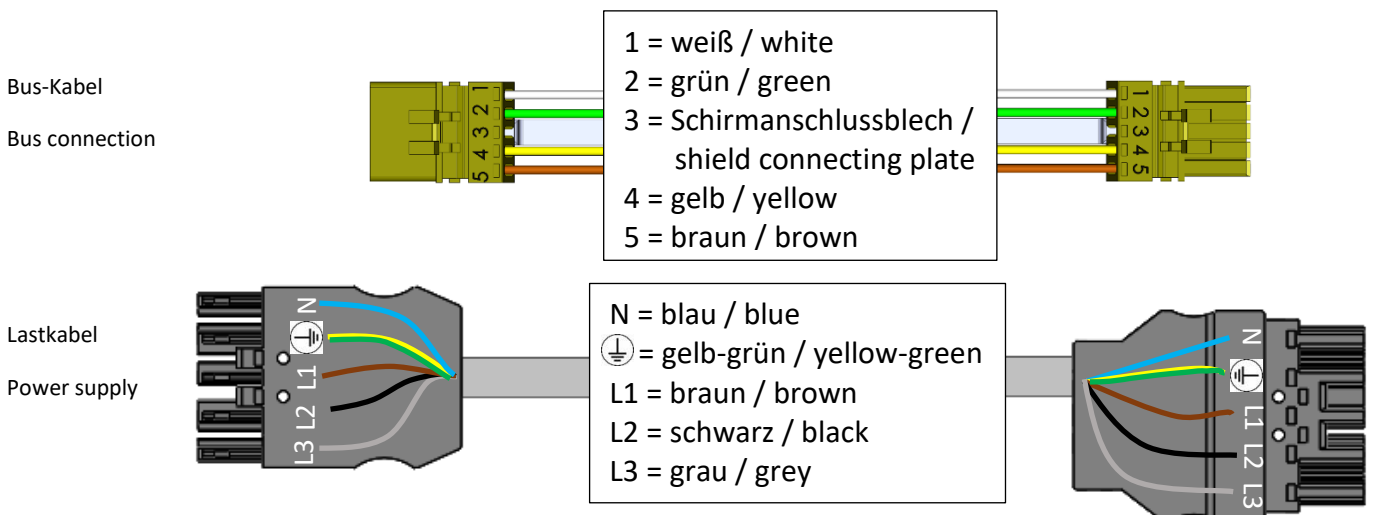 Bus-Kabel
Bus connection
1
2
3
4
5
1 = weiß / white
2 = grün / green
3 = Schirmanschlussblech /
shield connecting plate
4 = gelb / yellow
5 = braun / brown
1
2
3
4
5
Lastkabel
Power supply
N
L1
L2
L3
N = blau / blue
⏚ = gelb-grün / yellow-green
L1 = braun / brown
L2 = schwarz / black
L3 = grau / grey
N
L1
L2
L3